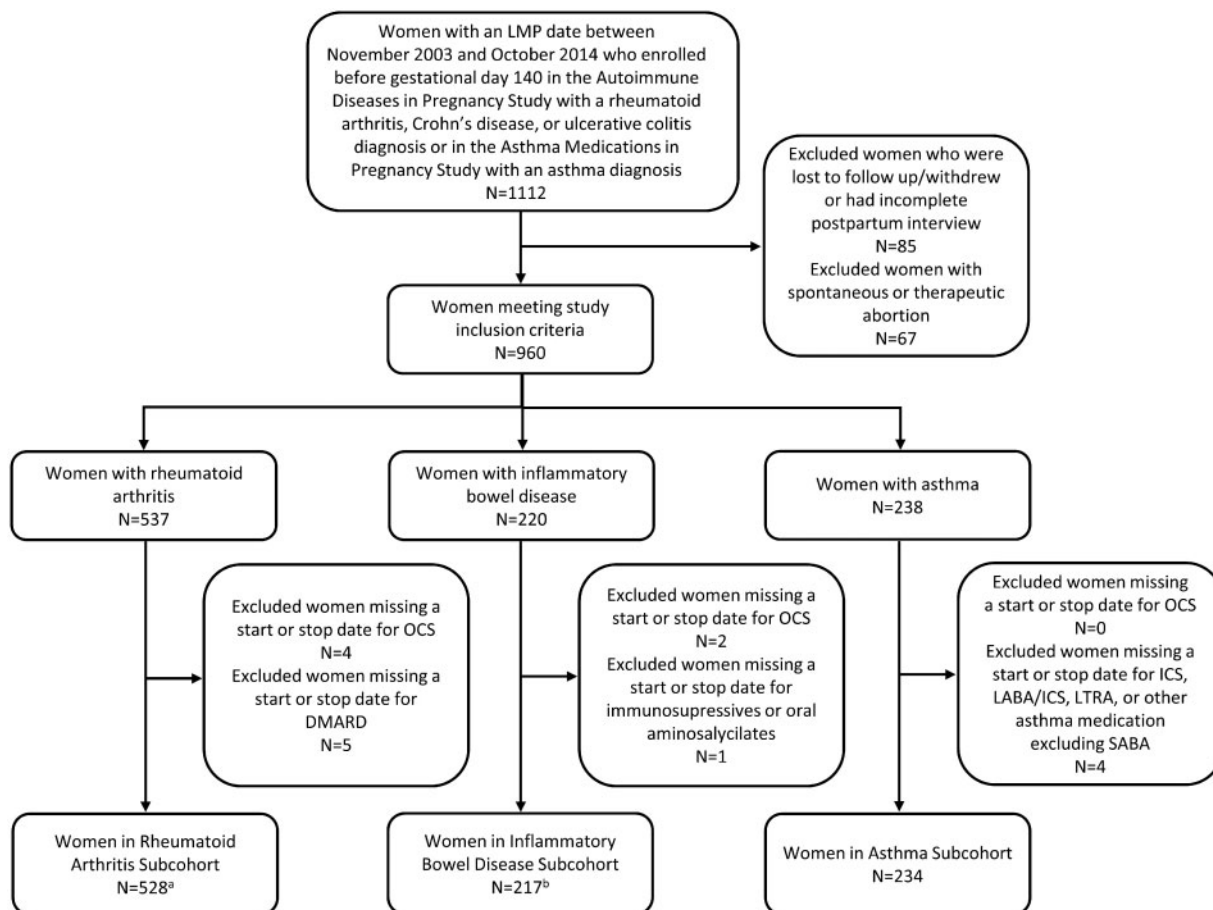 Women with an LMP date between
November 2003 and October 2014 who enrolled
before gestational day 140 in the Autoimmune
Diseases in Pregnancy Study with a rheumatoid
arthritis, Crohn's disease, or ulcerative colitis
diagnosis or in the Asthma Medications in
Pregnancy Study with an asthma diagnosis
N=1112
Excluded women who were
lost to follow up/withdrew
or had incomplete
postpartum interview
N=85
Excluded women with
spontaneous or therapeutic
abortion
N=67
Women meeting study
inclusion criteria
N=960
Women with rheumatoid
arthritis
N=537
Women with inflammatory
bowel disease
N=220
Women with asthma
N=238
Excluded women missing a
start or stop date for OCS
N=4
Excluded women missing a
start or stop date for
DMARD
N=5
Excluded women missing a
start or stop date for OCS
N=2
Excluded women missing a
start or stop date for
immunosupressives or oral
aminosalycilates
N=1
Excluded women missing
a start or stop date for OCS
N=0
Excluded women missing a
start or stop date for ICS,
LABA/ICS, LTRA, or other
asthma medication
excluding SABA
N=4
Women in Rheumatoid
Arthritis Subcohort
N=528ᵃ
Women in Inflammatory
Bowel Disease Subcohort
N=217ᵇ
Women in Asthma Subcohort
N=234